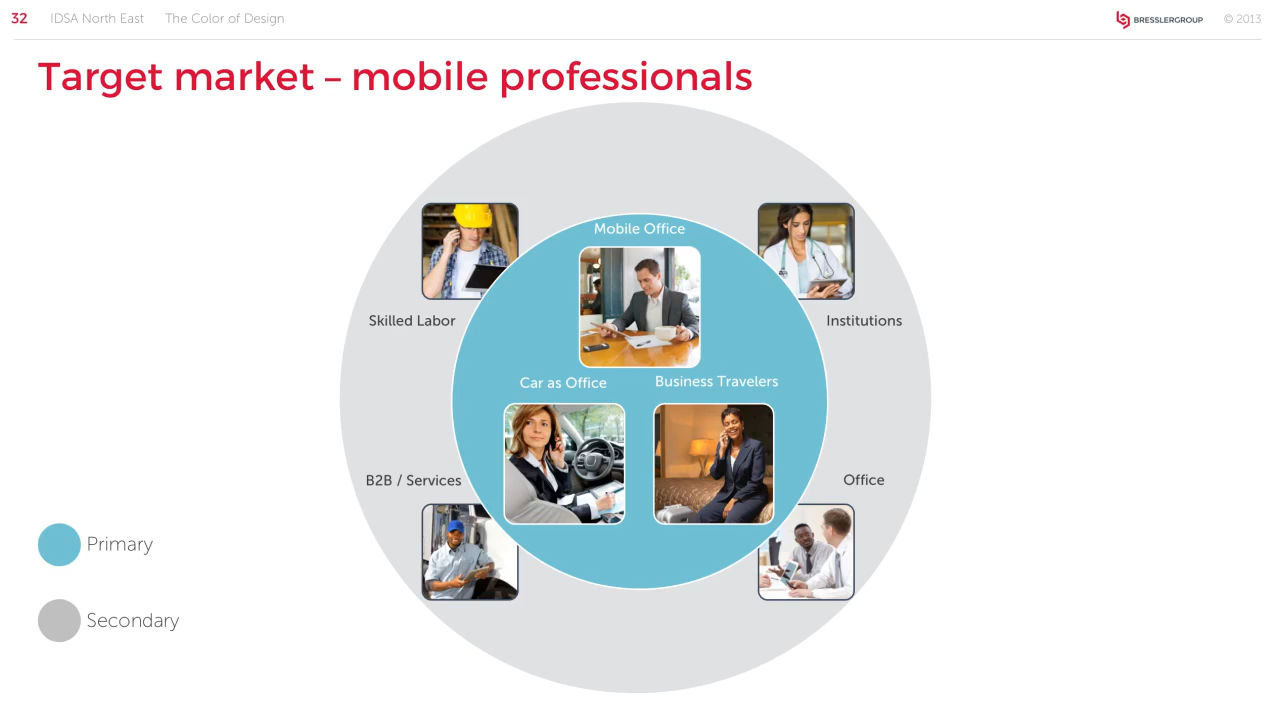 32 IDSA North East The Color of Design BRESSLERGROUP © 2013
Target market – mobile professionals
Mobile Office
Skilled Labor
Institutions
Car as Office
Business Travelers
B2B / Services
Office
Primary
Secondary